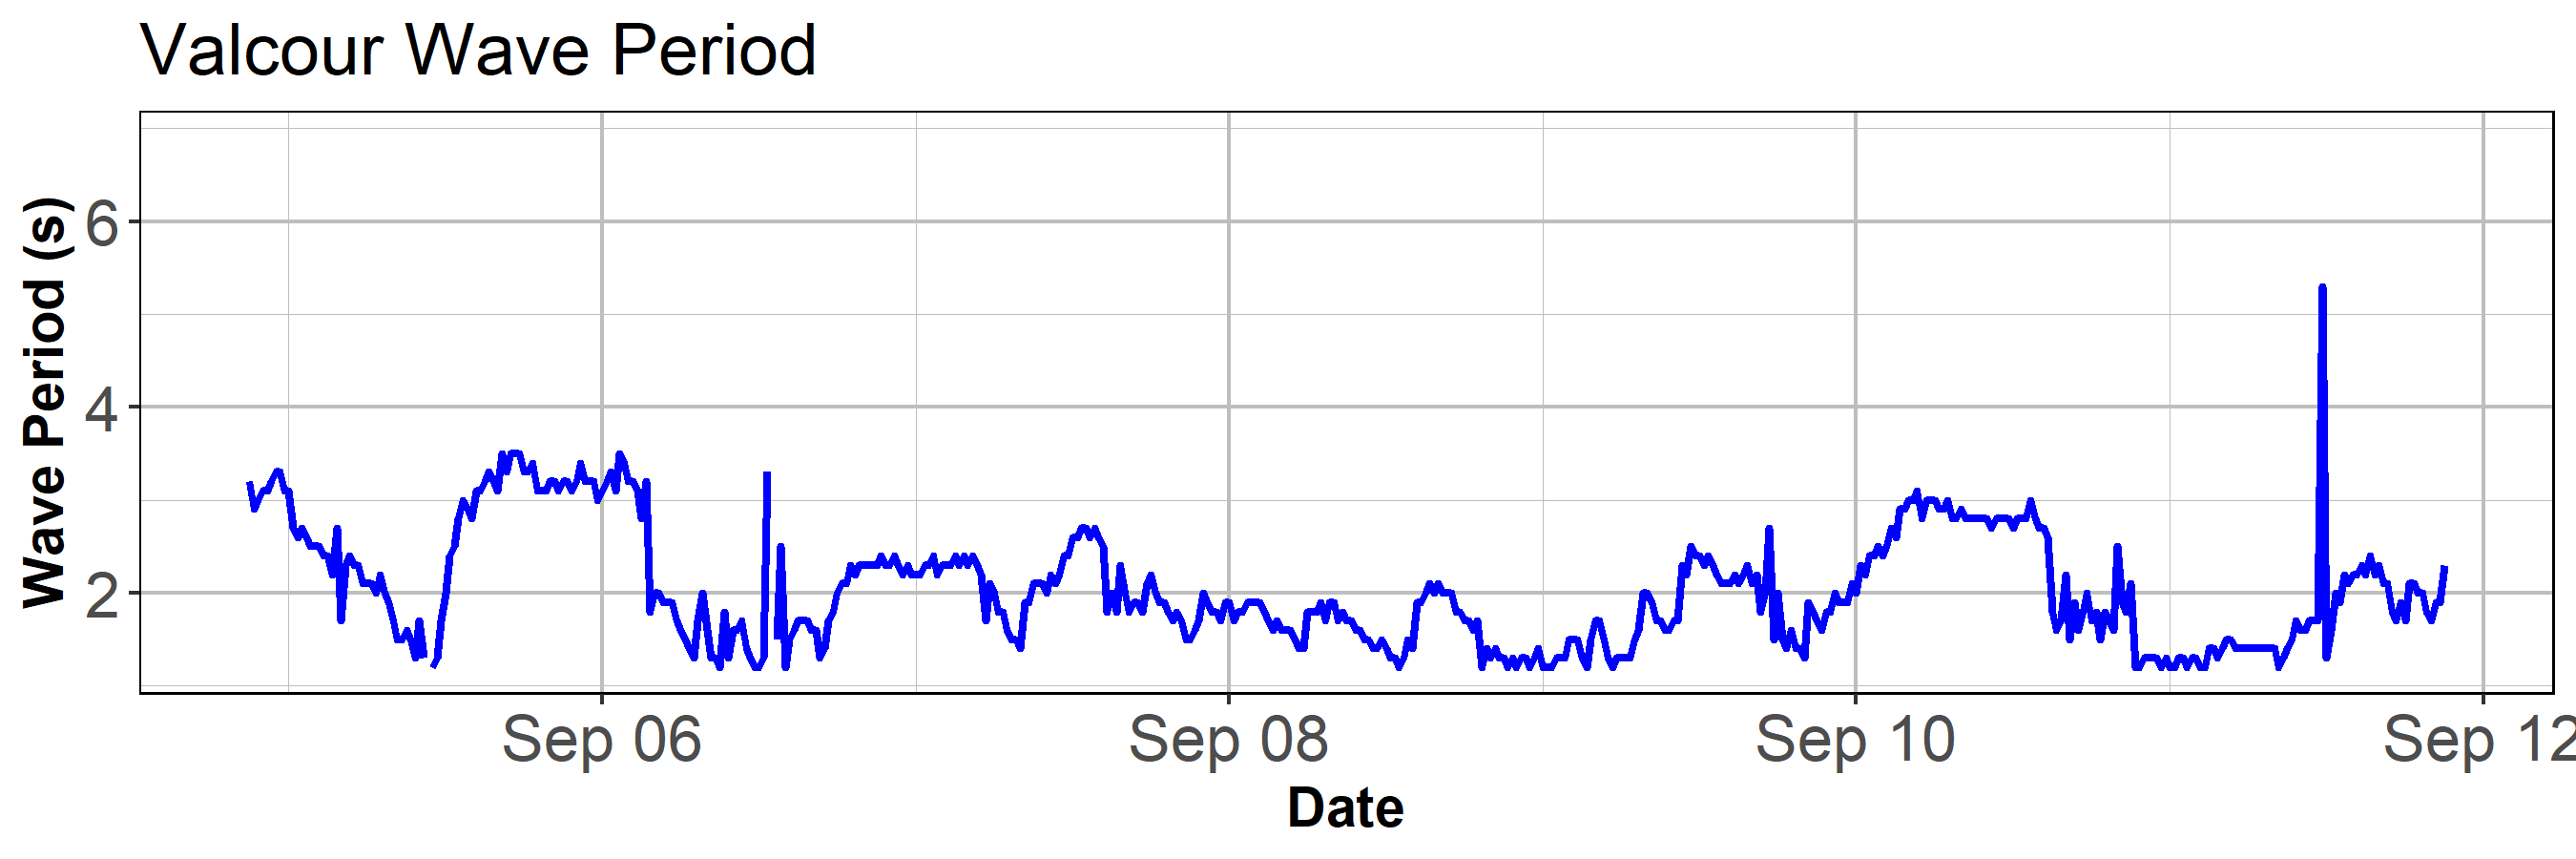 Valcour Wave Period
Wave Period (s)
6
4
2
Sep 06 Sep 08 Sep 10 Sep 12
Date